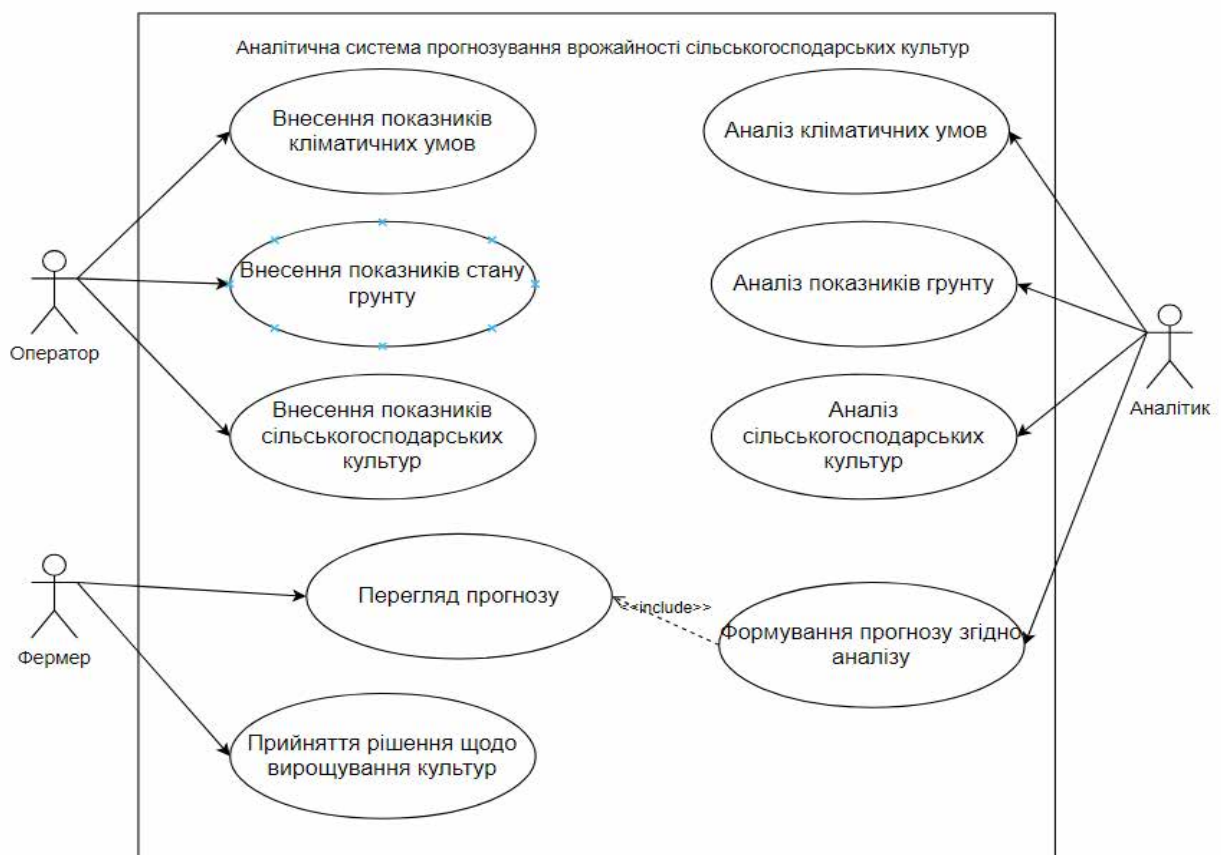 Аналітична система прогнозування врожайності сільськогосподарських культур
Внесення показників
кліматичних умов
Аналіз кліматичних умов
Внесення показників стану
грунту
Аналіз показників грунту
Оператор
Аналітик
Внесення показників
сільськогосподарських
культур
Аналіз
сільськогосподарських
культур
Перегляд прогнозу
<<include>>
Формування прогнозу згідно
аналізу
Фермер
Прийняття рішення щодо
вирощування культур